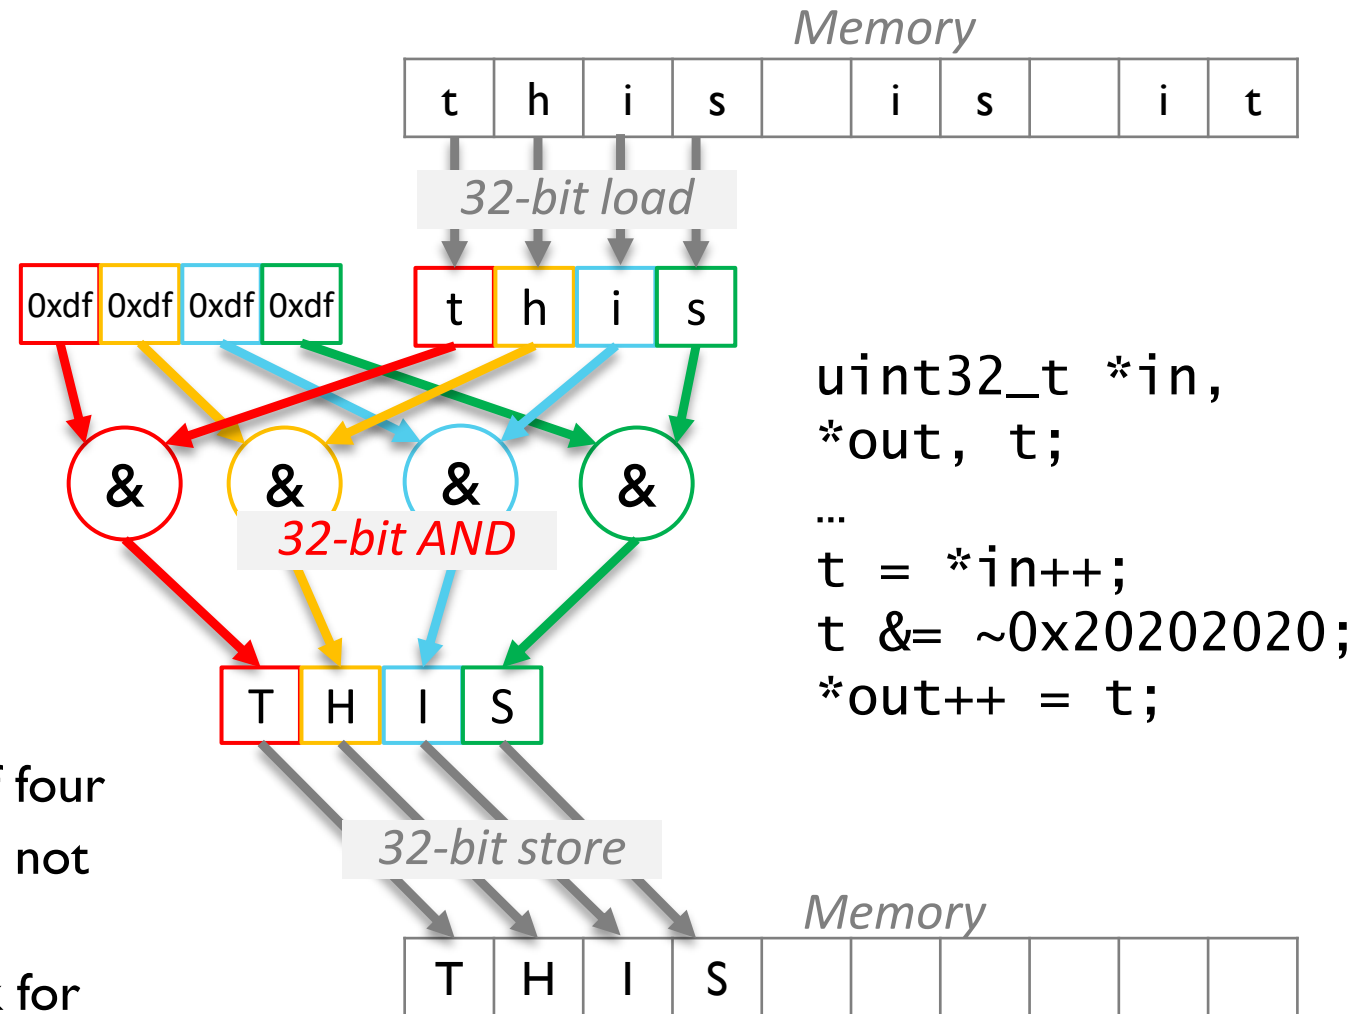 Memory
t h i s i s i t
32-bit load
0xdf 0xdf 0xdf 0xdf t h i s
uint32_t *in,
*out, t;
& & & &
…
32-bit AND
t = *in++;
t &= ~0x20202020;
*out++ = t;
T H I S
four
not
32-bit store
Memory
T H I S
for